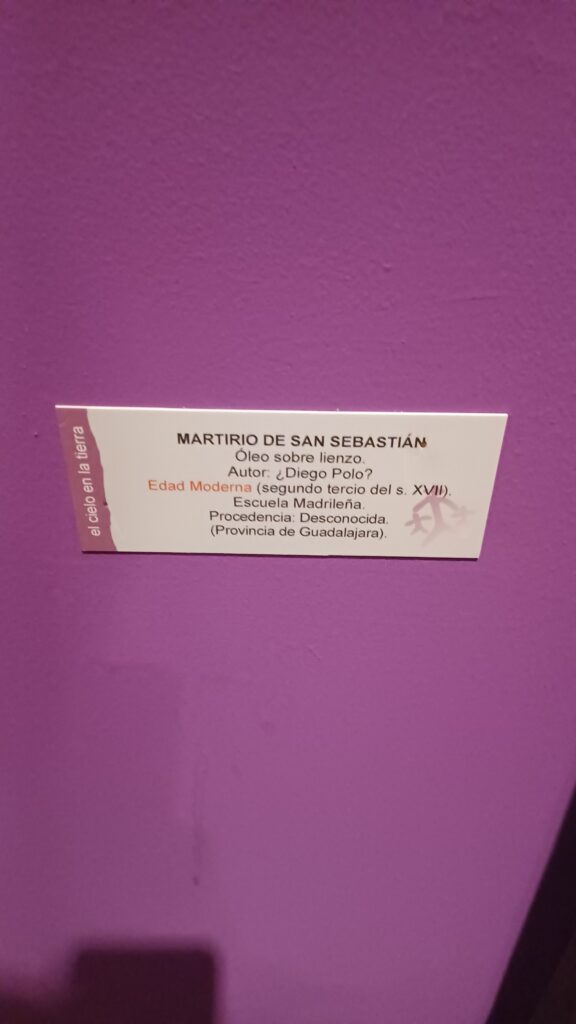 el cielo en la tierra
MARTIRIO DE SAN SEBASTIÁN
Óleo sobre lienzo.
Autor: ¿Diego Polo?
Edad Moderna (segundo tercio del s. XVII).
Escuela Madrileña.
Procedencia: Desconocida.
(Provincia de Guadalajara).